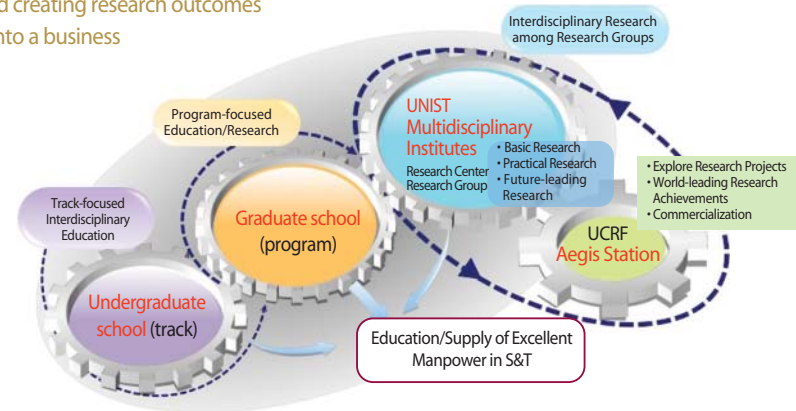 d creating research outcomes
nto a business
Interdisciplinary Research
among Research Groups
Program-focused
Education/Research
UNIST
Multidisciplinary
Institutes
Research Center
Research Group
• Basic Research
• Practical Research
• Future-leading
Research
• Explore Research Projects
• World-leading Research
Achievements
• Commercialization
Track-focused
Interdisciplinary
Education
Graduate school
(program)
UCRF
Aegis Station
Undergraduate
school (track)
Education/Supply of Excellent
Manpower in S&T